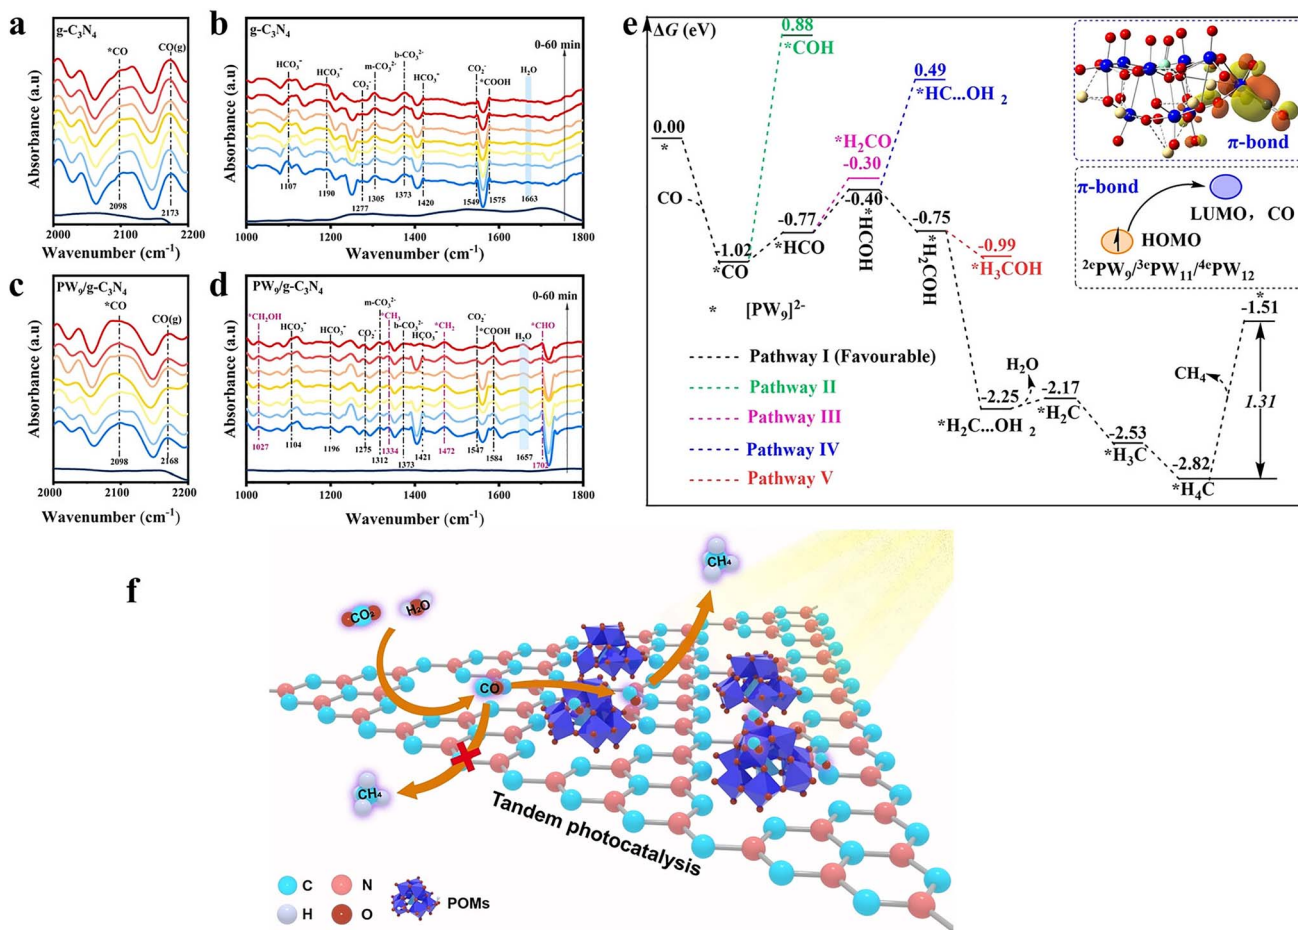 a
g-C₃N₄
*CO
CO(g)
Absorbance (a.u)
2098
2173
2000
2100
2200
Wavenumber (cm⁻¹)
b
g-C₃N₄
0-60 min
HCO₃⁻
HCO₃⁻
CO₂⁻
m-CO₃²⁻
b-CO₃²⁻
HCO₃⁻
CO₂⁻
*COOH
H₂O
Absorbance (a.u)
1107
1190
1277
1305
1373
1420
1549
1575
1663
1000
1200
1400
1600
1800
Wavenumber (cm⁻¹)
c
PW₉/g-C₃N₄
*CO
CO(g)
Absorbance (a.u)
2098
2168
2000
2100
2200
Wavenumber (cm⁻¹)
d
PW₉/g-C₃N₄
0-60 min
*CH₂OH
HCO₃⁻
HCO₃⁻
CO₂⁻
m-CO₃²⁻
*CH₃
b-CO₃²⁻
HCO₃⁻
*CH₂
CO₂⁻
*COOH
H₂O
*CHO
Absorbance (a.u)
1027
1104
1196
1275
1312
1334
1373
1421
1472
1547
1584
1657
1702
1000
1200
1400
1600
1800
Wavenumber (cm⁻¹)
e
ΔG (eV)
0.00
*
CO
-1.02
*CO
0.88
*COH
-0.77
*HCO
*H₂CO
-0.30
-0.40
*HCOH
0.49
*HC...OH ₂
-0.75
*H₂COH
-0.99
*H₃COH
-2.25
*H₂C...OH ₂
H₂O
-2.17
*H₂C
-2.53
*H₃C
-2.82
*H₄C
CH₄
*
-1.51
1.31
* [PW₉]²⁻
Pathway I (Favourable)
Pathway II
Pathway III
Pathway IV
Pathway V
π-bond
π-bond
LUMO, CO
HOMO
²ᵉPW₉/³ᵉPW₁₁/⁴ᵉPW₁₂
f
CO₂
H₂O
CO
CH₄
CH₄
Tandem photocatalysis
C
N
H
O
POMs